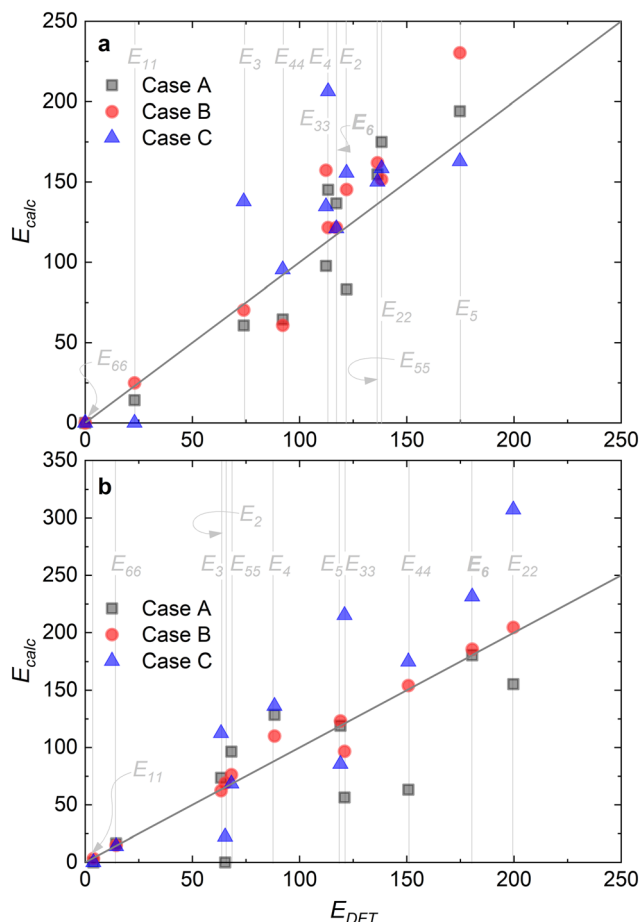 250
a
E11 E3 E44 E4 E2
Case A
Case B
Case C
E33 E6
200
150
Ecalc
100
E22 E5
E55
50
E66
0
0 50 100 150 200 250
350
b
300
E2
E66 E3 E55 E4 E5 E33 E44 E6 E22
250
Case A
Case B
Case C
200
Ecalc
150
100
E11
50
0
0 50 100 150 200 250
EDFT